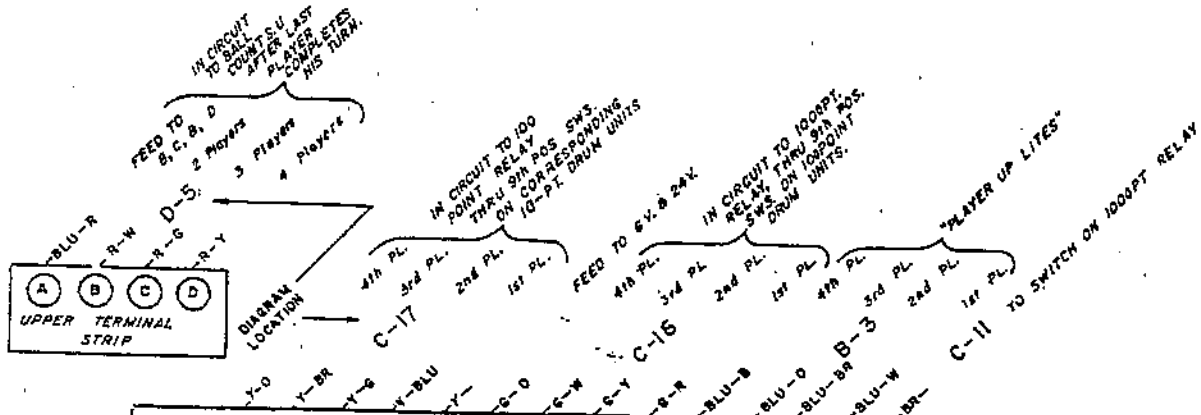 IN CIRCUIT
TO BALL
COUNT S.U
AFTER LAST
PLAYER
COMPLETES
HIS TURN.
FEED TO
B, C, & D
2 Players
3 Players
4 Players
D-5
BLU-R
R-W
R-G
R-Y
A B C D
UPPER TERMINAL
STRIP
DIAGRAM
LOCATION
IN CIRCUIT TO 100
POINT RELAY
THRU 9th POS. SWS.
ON CORRESPONDING
10-PT. DRUM UNITS
4th PL.
3rd PL.
2nd PL.
1st PL.
C-17
FEED TO 6 V. & 24V.
IN CIRCUIT TO 1000PT.
RELAY, THRU 9th POS.
SWS. ON 100POINT
DRUM UNITS.
4th PL.
3rd PL
2nd PL.
1st PL
C-16
"PLAYER UP LITES"
4th PL.
3rd PL.
2nd PL.
1st PL.
B-3
C-11
TO SWITCH ON 1000PT RELAY
Y-O
Y-BR
Y-G
Y-BLU
Y-
G-O
G-W
G-Y
G-R
BLU-B
BLU-O
BLU-BR
BLU-W
BR-